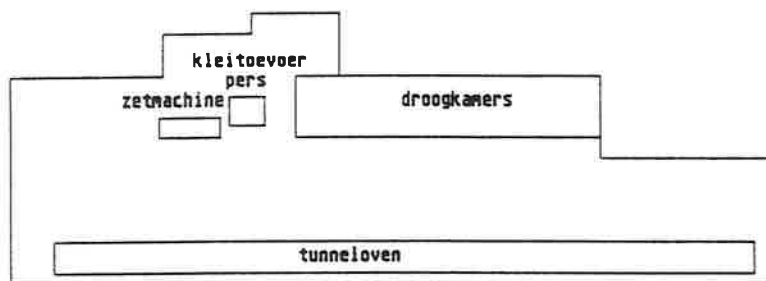 kleitoevoer
pers
zetmachine
droogkamers
tunneloven